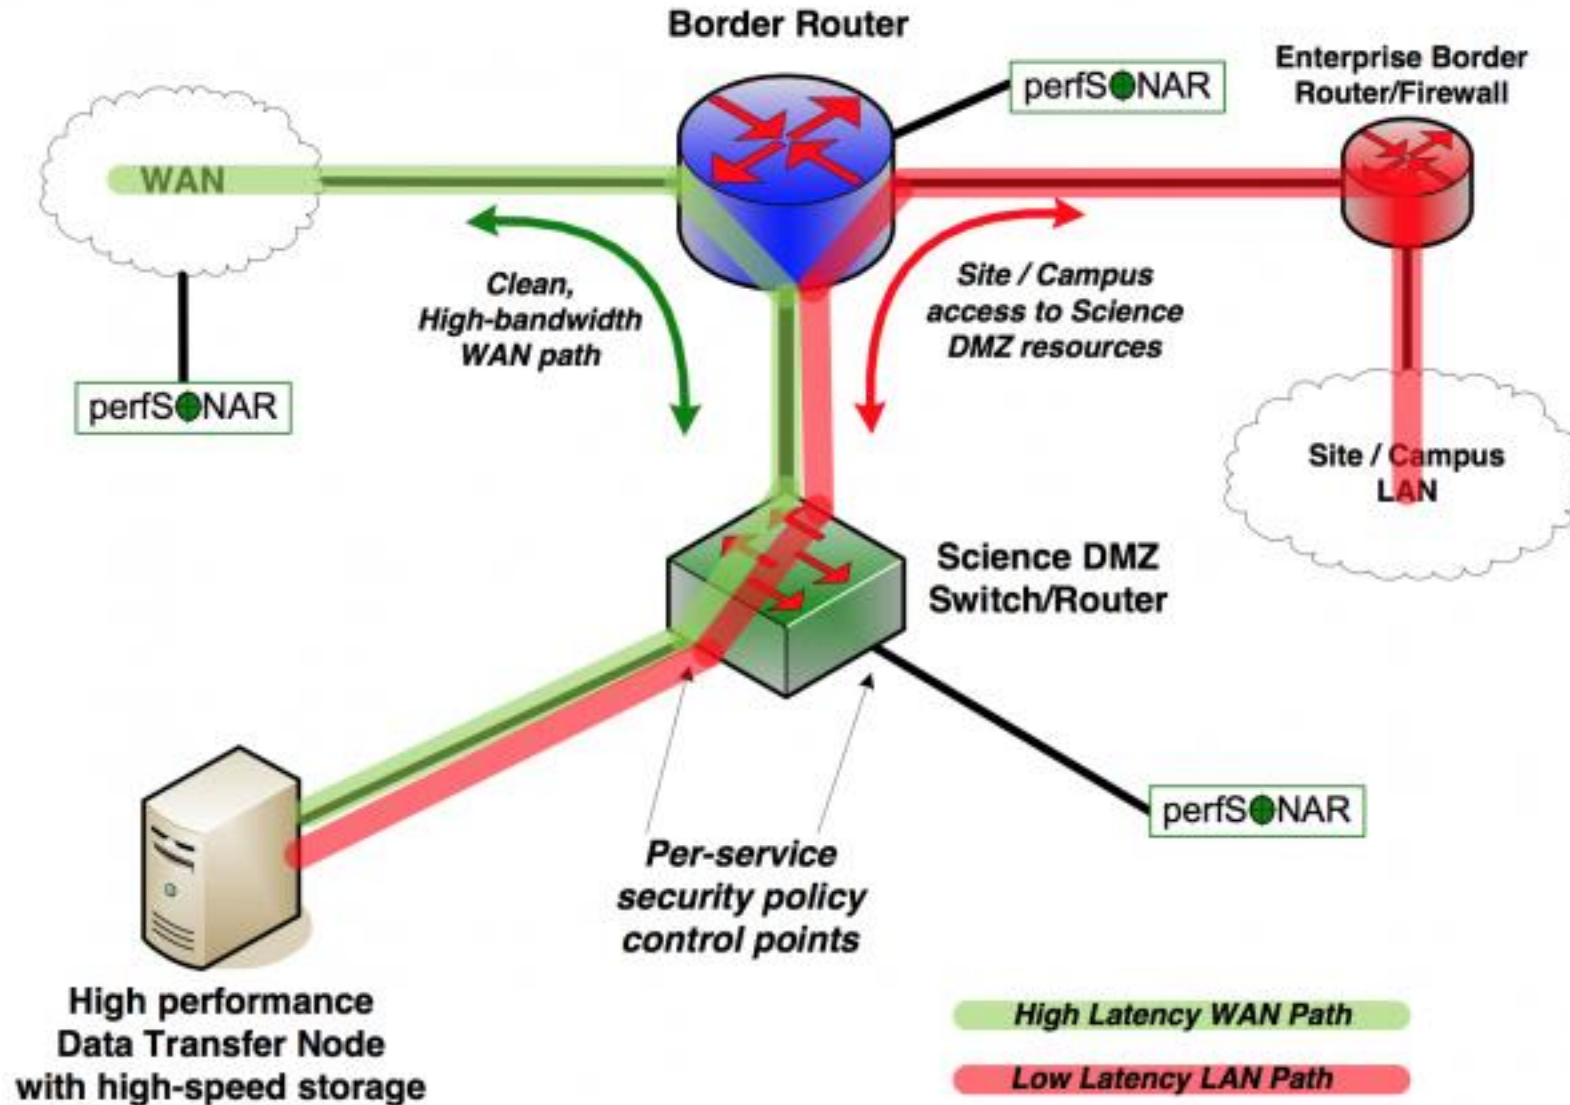 Border Router
perfSONAR
Enterprise Border
Router/Firewall
WAN
Clean,
High-bandwidth
WAN path
Site / Campus
access to Science
DMZ resources
perfSONAR
Site / Campus
LAN
Science DMZ
Switch/Router
perfSONAR
Per-service
security policy
control points
High performance
Data Transfer Node
with high-speed storage
High Latency WAN Path
Low Latency LAN Path